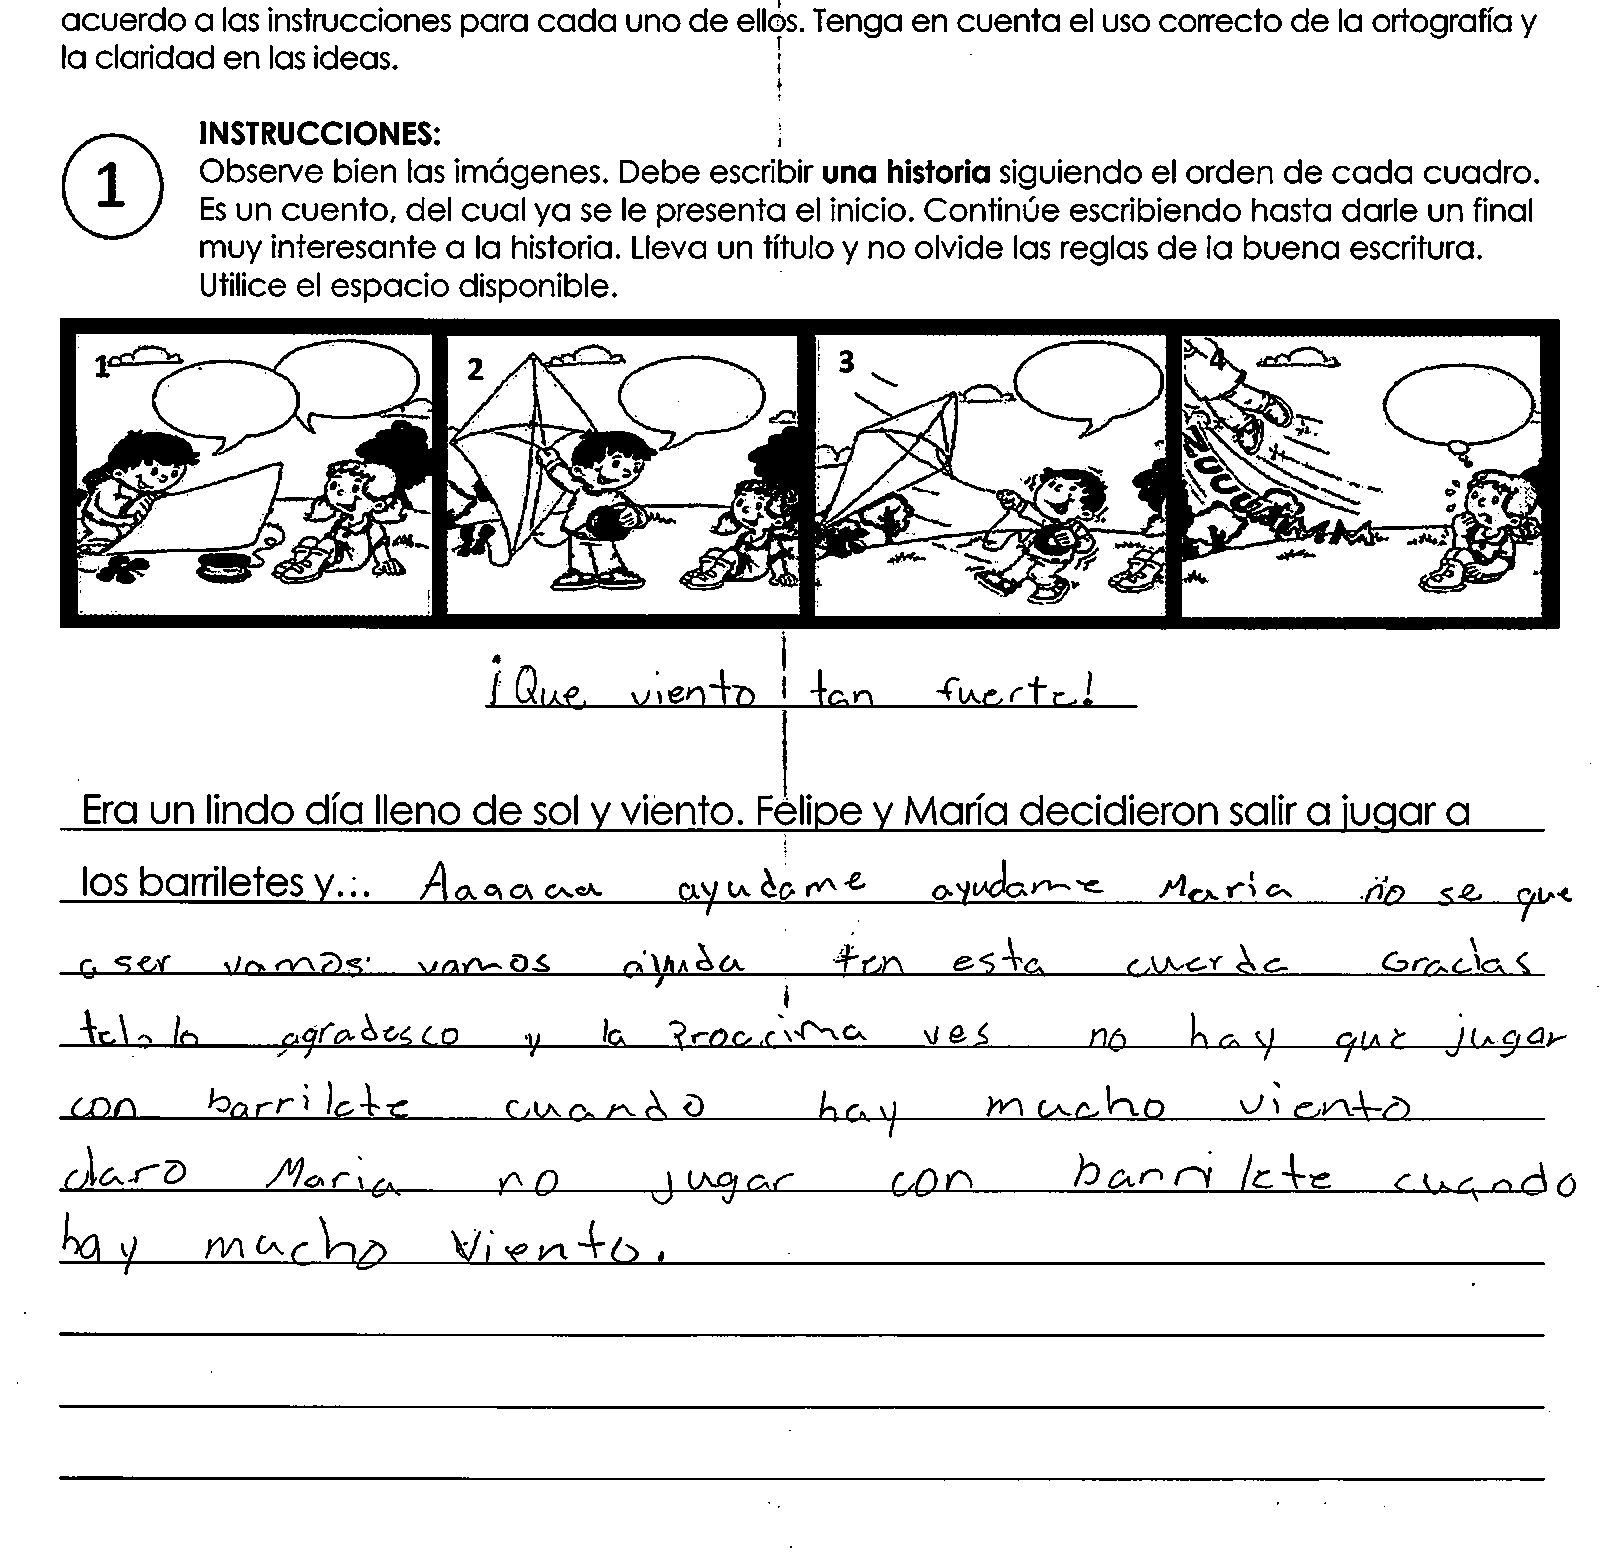 acuerdo a las instrucciones para cada uno de ellos. Tenga en cuenta el uso correcto de la ortografía y
la claridad en las ideas.
1
INSTRUCCIONES:
Observe bien las imágenes. Debe escribir una historia siguiendo el orden de cada cuadro.
Es un cuento, del cual ya se le presenta el inicio. Continúe escribiendo hasta darle un final
muy interesante a la historia. Lleva un título y no olvide las reglas de la buena escritura.
Utilice el espacio disponible.
1 2 3 4
¡Que viento tan fuerte!
Era un lindo día lleno de sol y viento. Felipe y María decidieron salir a jugar a
los barriletes y... Aaaaaa ayudame ayudame Maria no se que
a ser vamos vamos ayuda ten esta cuerda Gracias
telo lo agradesco y la Proccima ves no hay que jugar
con barrilete cuando hay mucho viento
claro Maria no jugar con barrilete cuando
hay mucho viento.